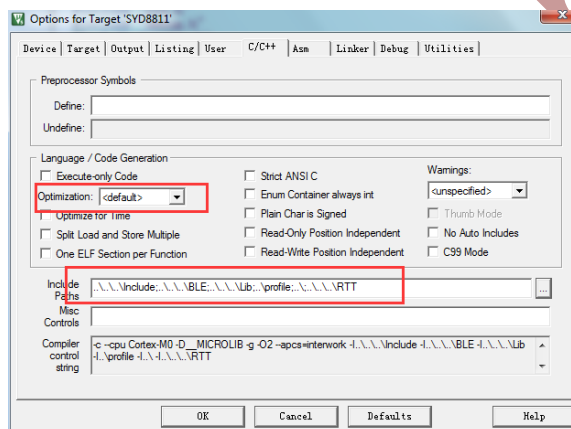 Options for Target 'SYD8811'
Device | Target | Output | Listing | User | C/C++ | Asm | Linker | Debug | Utilities
Preprocessor Symbols
Define:
Undefine:
Language / Code Generation
Execute-only Code
Strict ANSI C
Warnings:
Optimization: <default>
Enum Container always int
<unspecified>
Optimize for Time
Plain Char is Signed
Thumb Mode
Split Load and Store Multiple
Read-Only Position Independent
No Auto Includes
One ELF Section per Function
Read-Write Position Independent
C99 Mode
Include Paths
..\..\..\Include;..\..\..\BLE;..\..\..\Lib;..\profile;..\;..\..\..\RTT
...
Misc Controls
Compiler control string
-c --cpu Cortex-M0 -D__MICROLIB -g -O2 --apcs=interwork -I..\..\..\Include -I..\..\..\BLE -I..\..\..\Lib
-I..\profile -I..\ -I..\..\..\RTT
OK
Cancel
Defaults
Help